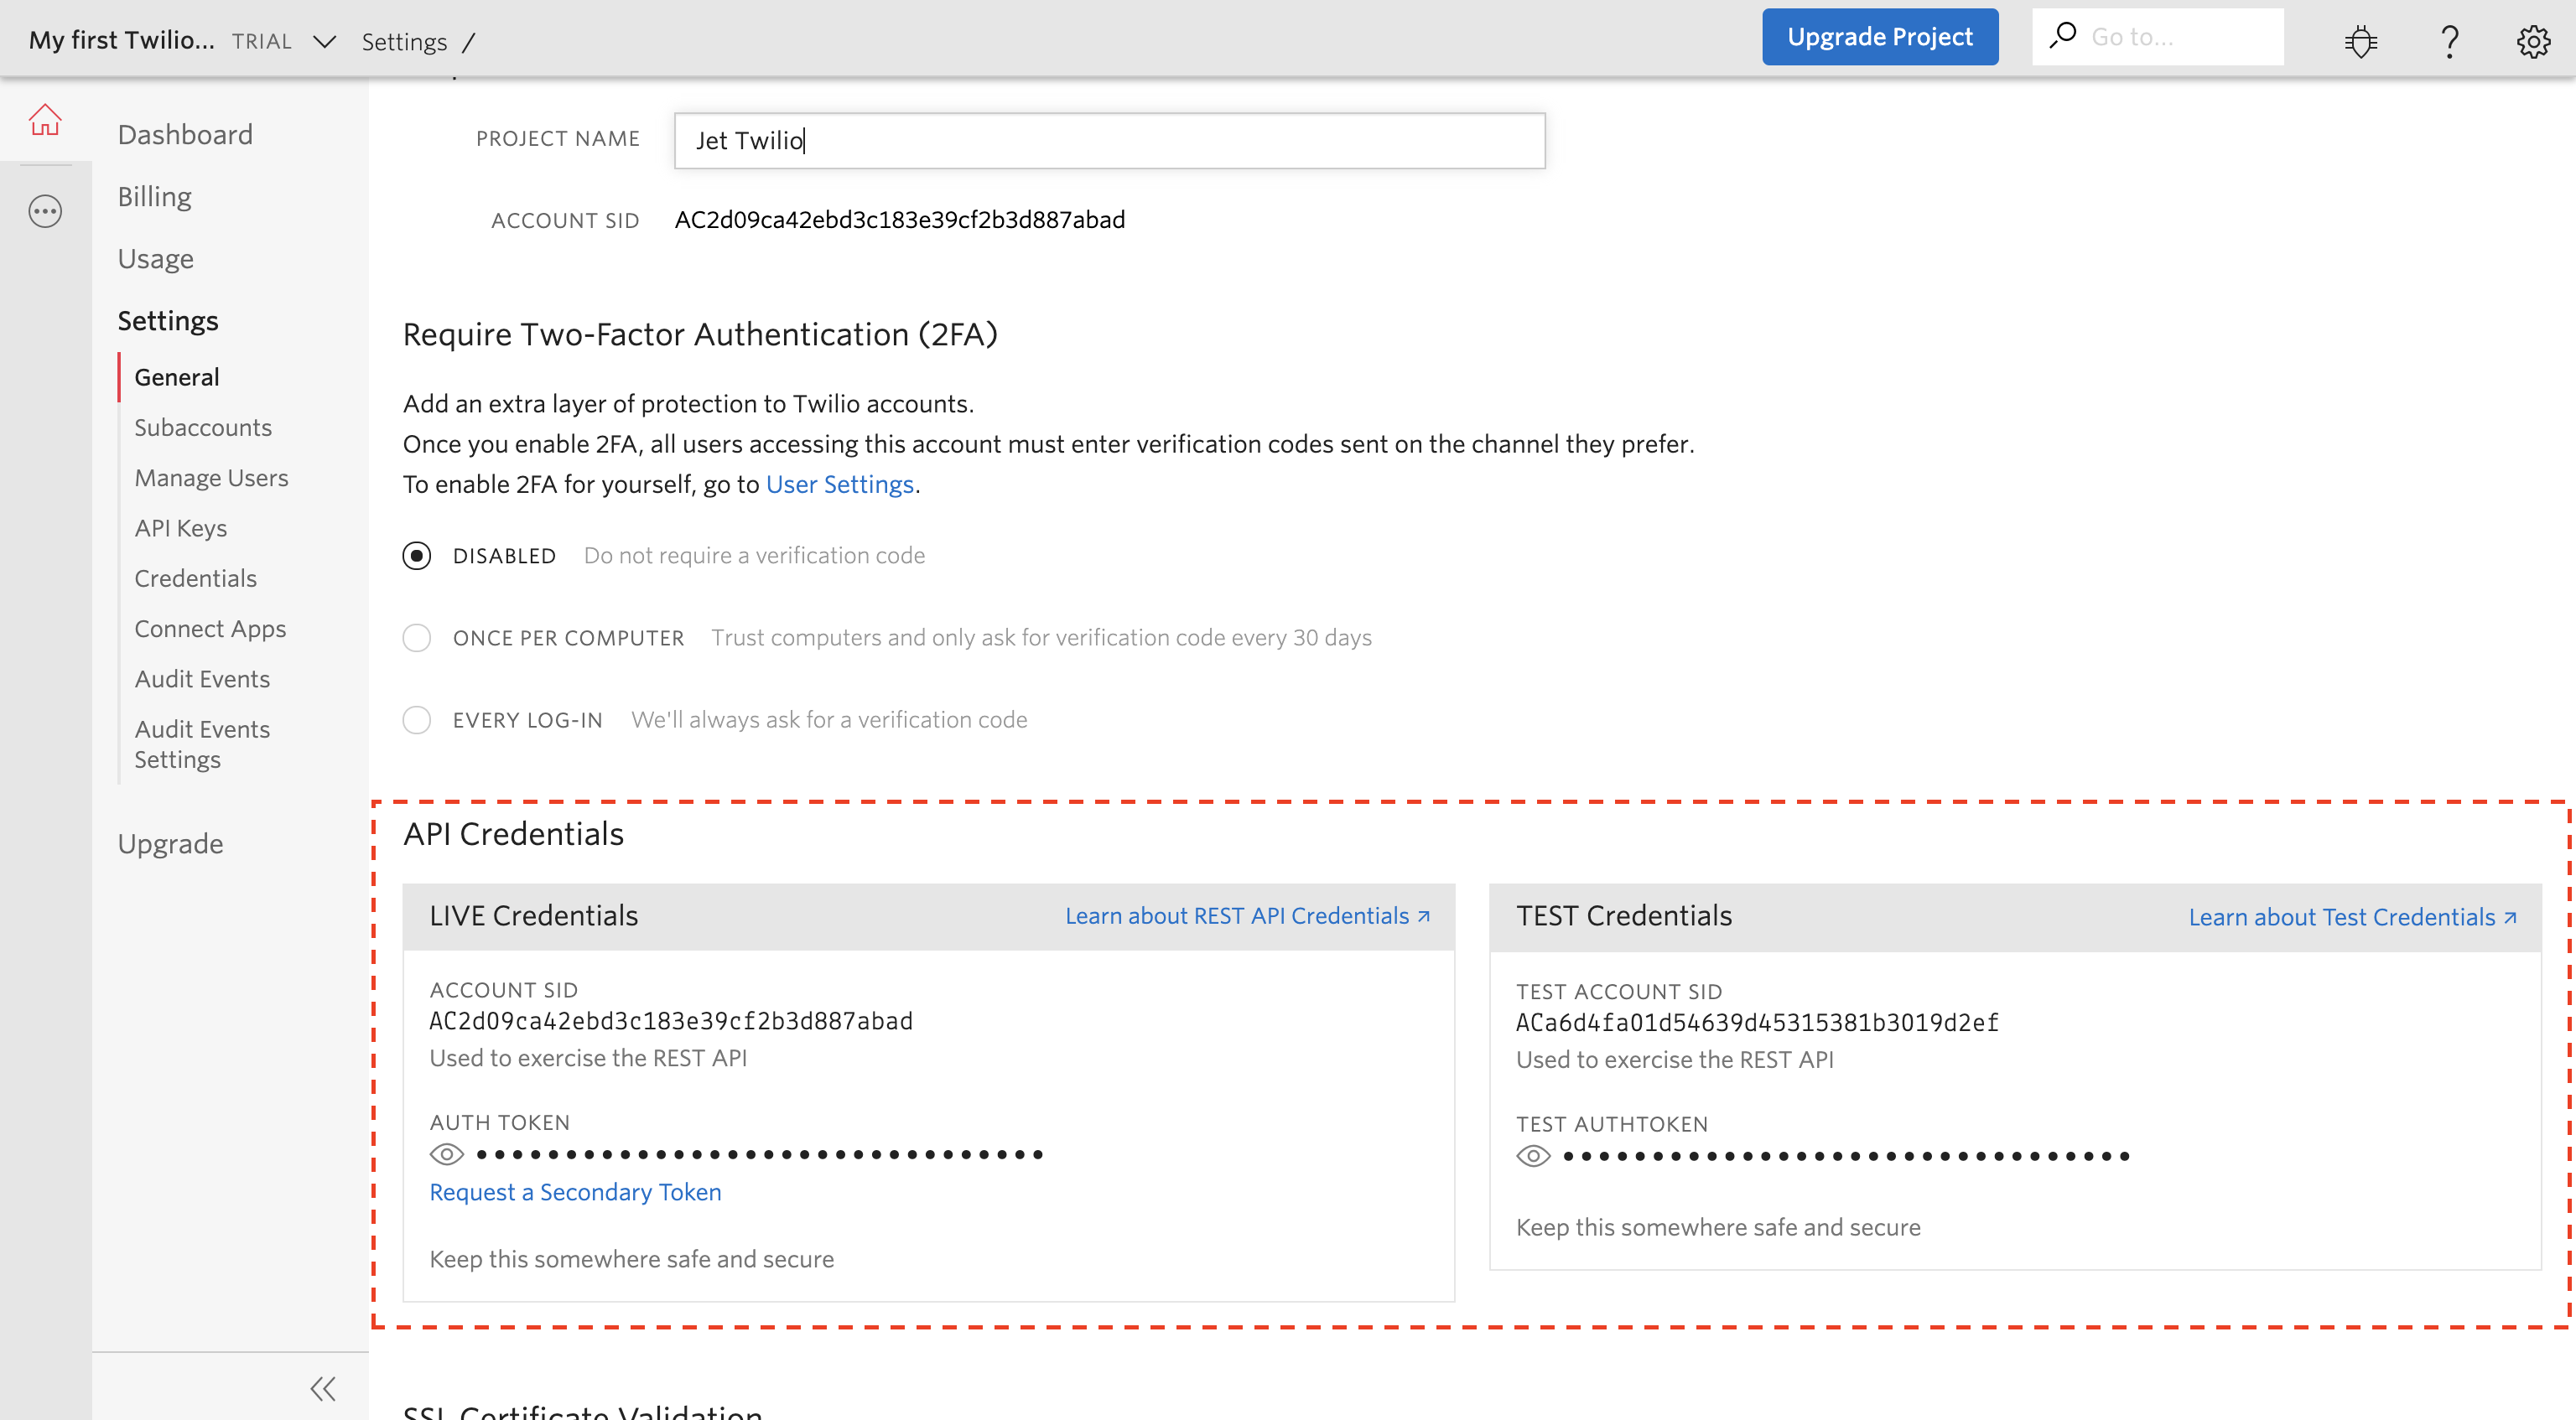 My first Twilio... TRIAL Settings / Upgrade Project Go to... ?
Dashboard
Billing
Usage
Settings
General
Subaccounts
Manage Users
API Keys
Credentials
Connect Apps
Audit Events
Audit Events
Settings
Upgrade
PROJECT NAME Jet Twilio
ACCOUNT SID AC2d09ca42ebd3c183e39cf2b3d887abad
Require Two-Factor Authentication (2FA)
Add an extra layer of protection to Twilio accounts.
Once you enable 2FA, all users accessing this account must enter verification codes sent on the channel they prefer.
To enable 2FA for yourself, go to User Settings.
DISABLED Do not require a verification code
ONCE PER COMPUTER Trust computers and only ask for verification code every 30 days
EVERY LOG-IN We'll always ask for a verification code
API Credentials
LIVE Credentials Learn about REST API Credentials
ACCOUNT SID
AC2d09ca42ebd3c183e39cf2b3d887abad
Used to exercise the REST API
AUTH TOKEN
Request a Secondary Token
Keep this somewhere safe and secure
TEST Credentials Learn about Test Credentials
TEST ACCOUNT SID
ACa6d4fa01d54639d45315381b3019d2ef
Used to exercise the REST API
TEST AUTHTOKEN
Keep this somewhere safe and secure
SSL Certificate Validation